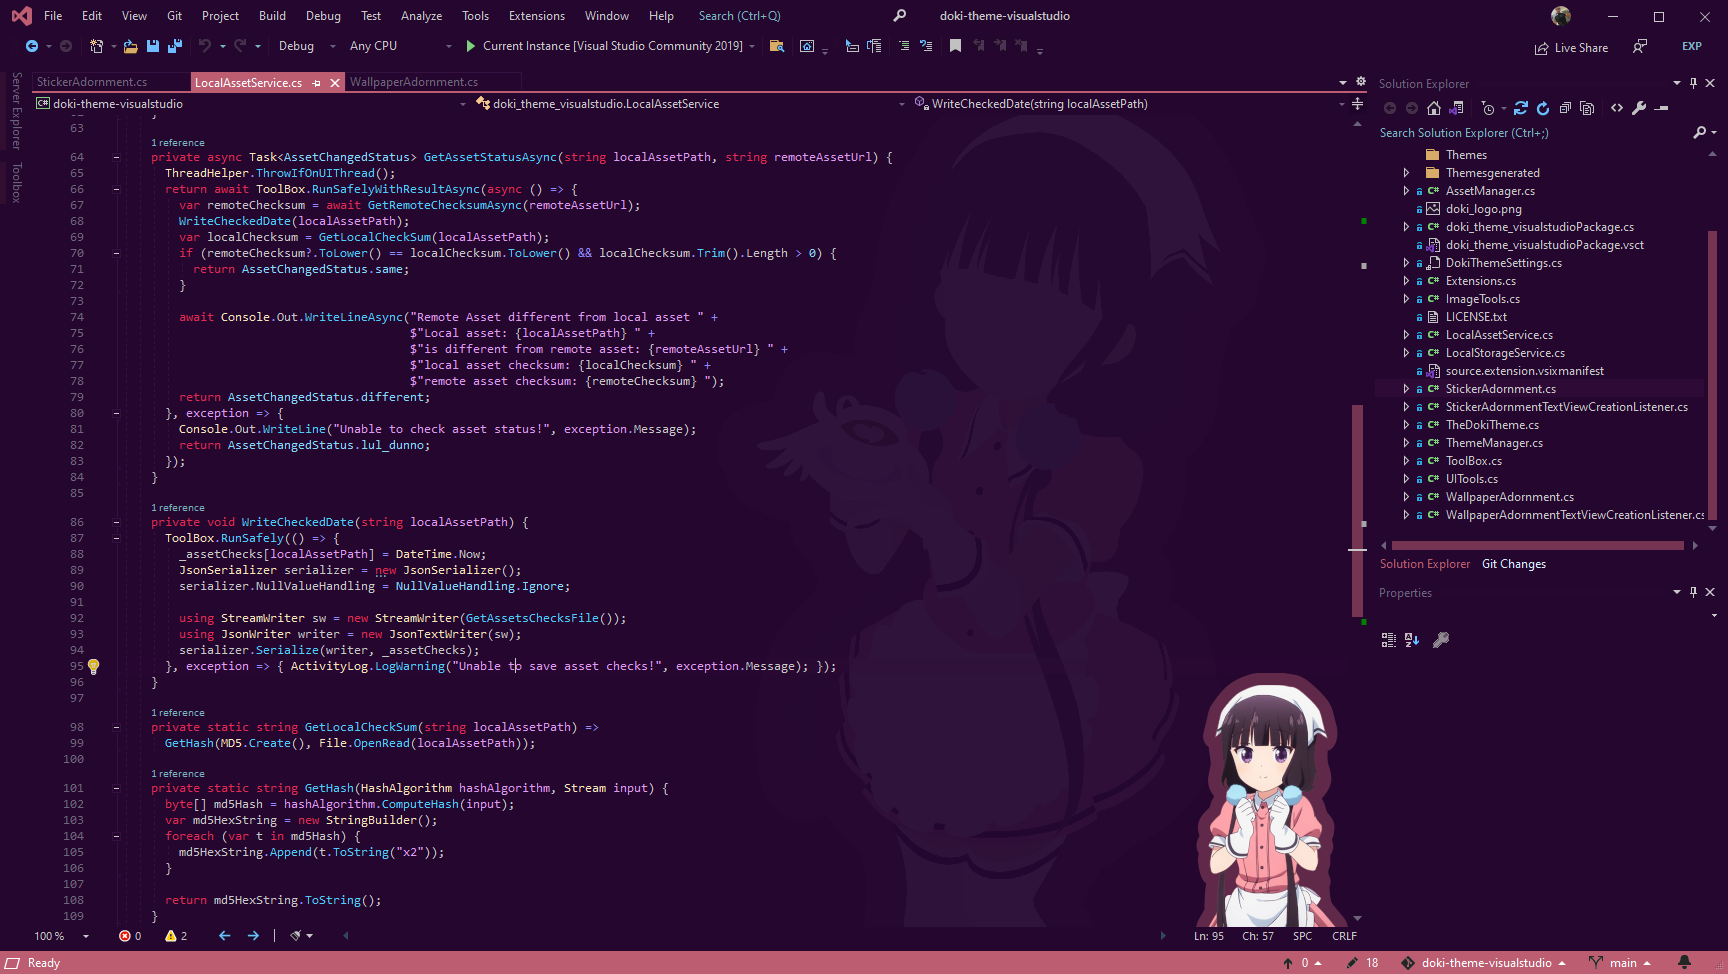 File Edit View Git Project Build Debug Test Analyze Tools Extensions Window Help Search (Ctrl+Q) doki-theme-visualstudio
Debug Any CPU Current Instance [Visual Studio Community 2019] Live Share EXP
Server Explorer
Toolbox
StickerAdornment.cs LocalAssetService.cs WallpaperAdornment.cs
doki-theme-visualstudio doki_theme_visualstudio.LocalAssetService WriteCheckedDate(string localAssetPath)
63
1 reference
64 private async Task<AssetChangedStatus> GetAssetStatusAsync(string localAssetPath, string remoteAssetUrl) {
65 ThreadHelper.ThrowIfOnUIThread();
66 return await ToolBox.RunSafelyWithResultAsync(async () => {
67 var remoteChecksum = await GetRemoteChecksumAsync(remoteAssetUrl);
68 WriteCheckedDate(localAssetPath);
69 var localChecksum = GetLocalCheckSum(localAssetPath);
70 if (remoteChecksum?.ToLower() == localChecksum.ToLower() && localChecksum.Trim().Length > 0) {
71 return AssetChangedStatus.same;
72 }
73
74 await Console.Out.WriteLineAsync("Remote Asset different from local asset " +
75 $"Local asset: {localAssetPath} " +
76 $"is different from remote asset: {remoteAssetUrl} " +
77 $"local asset checksum: {localChecksum} " +
78 $"remote asset checksum: {remoteChecksum} ");
79 return AssetChangedStatus.different;
80 }, exception => {
81 Console.Out.WriteLine("Unable to check asset status!", exception.Message);
82 return AssetChangedStatus.lul_dunno;
83 });
84 }
85
1 reference
86 private void WriteCheckedDate(string localAssetPath) {
87 ToolBox.RunSafely(() => {
88 _assetChecks[localAssetPath] = DateTime.Now;
89 JsonSerializer serializer = new JsonSerializer();
90 serializer.NullValueHandling = NullValueHandling.Ignore;
91
92 using StreamWriter sw = new StreamWriter(GetAssetsChecksFile());
93 using JsonWriter writer = new JsonTextWriter(sw);
94 serializer.Serialize(writer, _assetChecks);
95 }, exception => { ActivityLog.LogWarning("Unable to save asset checks!", exception.Message); });
96 }
97
1 reference
98 private static string GetLocalCheckSum(string localAssetPath) =>
99 GetHash(MD5.Create(), File.OpenRead(localAssetPath));
100
1 reference
101 private static string GetHash(HashAlgorithm hashAlgorithm, Stream input) {
102 byte[] md5Hash = hashAlgorithm.ComputeHash(input);
103 var md5HexString = new StringBuilder();
104 foreach (var t in md5Hash) {
105 md5HexString.Append(t.ToString("x2"));
106 }
107
108 return md5HexString.ToString();
109 }
100 % 0 2 Ln: 95 Ch: 57 SPC CRLF
Solution Explorer
Search Solution Explorer (Ctrl+;)
Themes
Themesgenerated
AssetManager.cs
doki_logo.png
doki_theme_visualstudioPackage.cs
doki_theme_visualstudioPackage.vsct
DokiThemeSettings.cs
Extensions.cs
ImageTools.cs
LICENSE.txt
LocalAssetService.cs
LocalStorageService.cs
source.extension.vsixmanifest
StickerAdornment.cs
StickerAdornmentTextViewCreationListener.cs
TheDokiTheme.cs
ThemeManager.cs
ToolBox.cs
UITools.cs
WallpaperAdornment.cs
WallpaperAdornmentTextViewCreationListener.cs
Solution Explorer Git Changes
Properties
Ready 0 18 doki-theme-visualstudio main